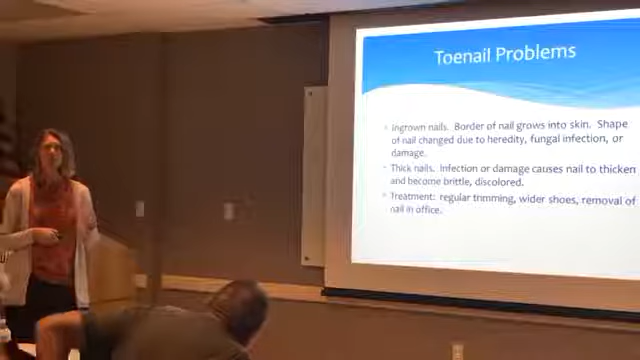 Toenail Problems
Ingrown nails. Border of nail grows into skin. Shape
of nail changed due to heredity, fungal infection, or
damage.
Thick nails. Infection or damage causes nail to thicken
and become brittle, discolored.
Treatment: regular trimming, wider shoes, removal of
nail in office.